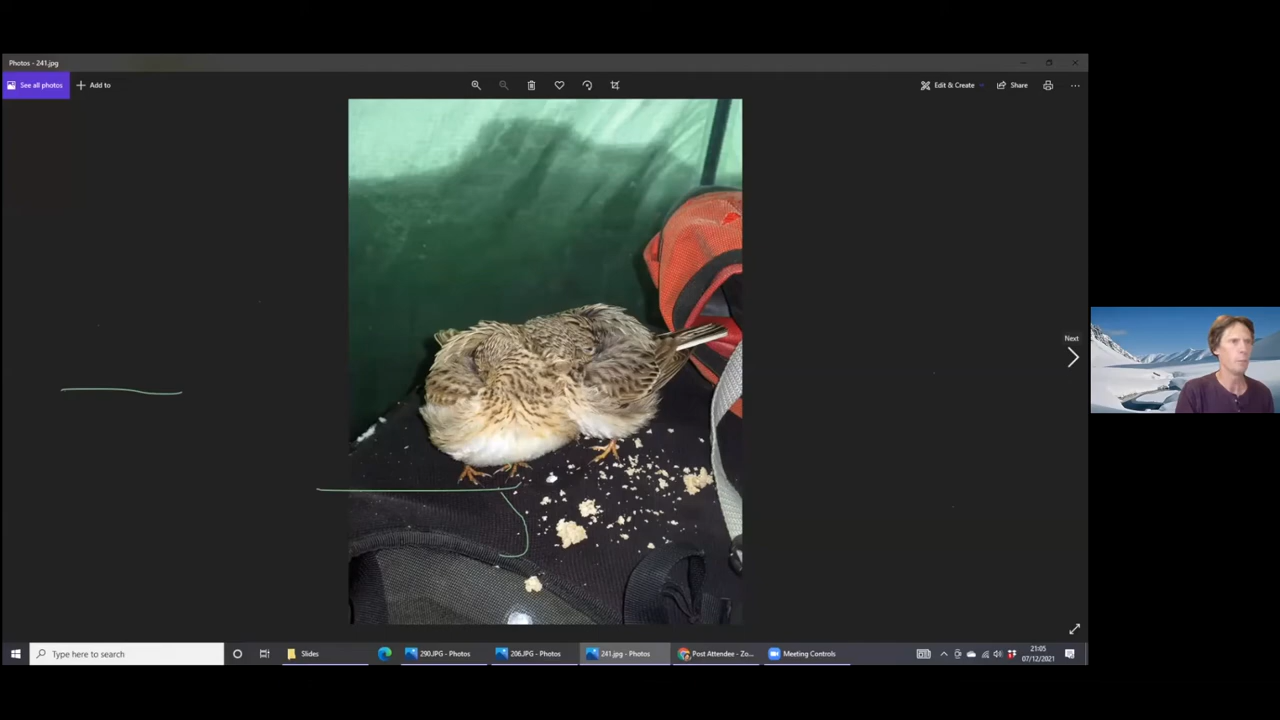 Photos - 241.jpg
See all photos
Add to
Edit & Create
Share
Next
Type here to search
Slides
290.JPG - Photos
206.JPG - Photos
241.jpg - Photos
Post Attendee - Zo...
Meeting Controls
21:05
07/12/2021